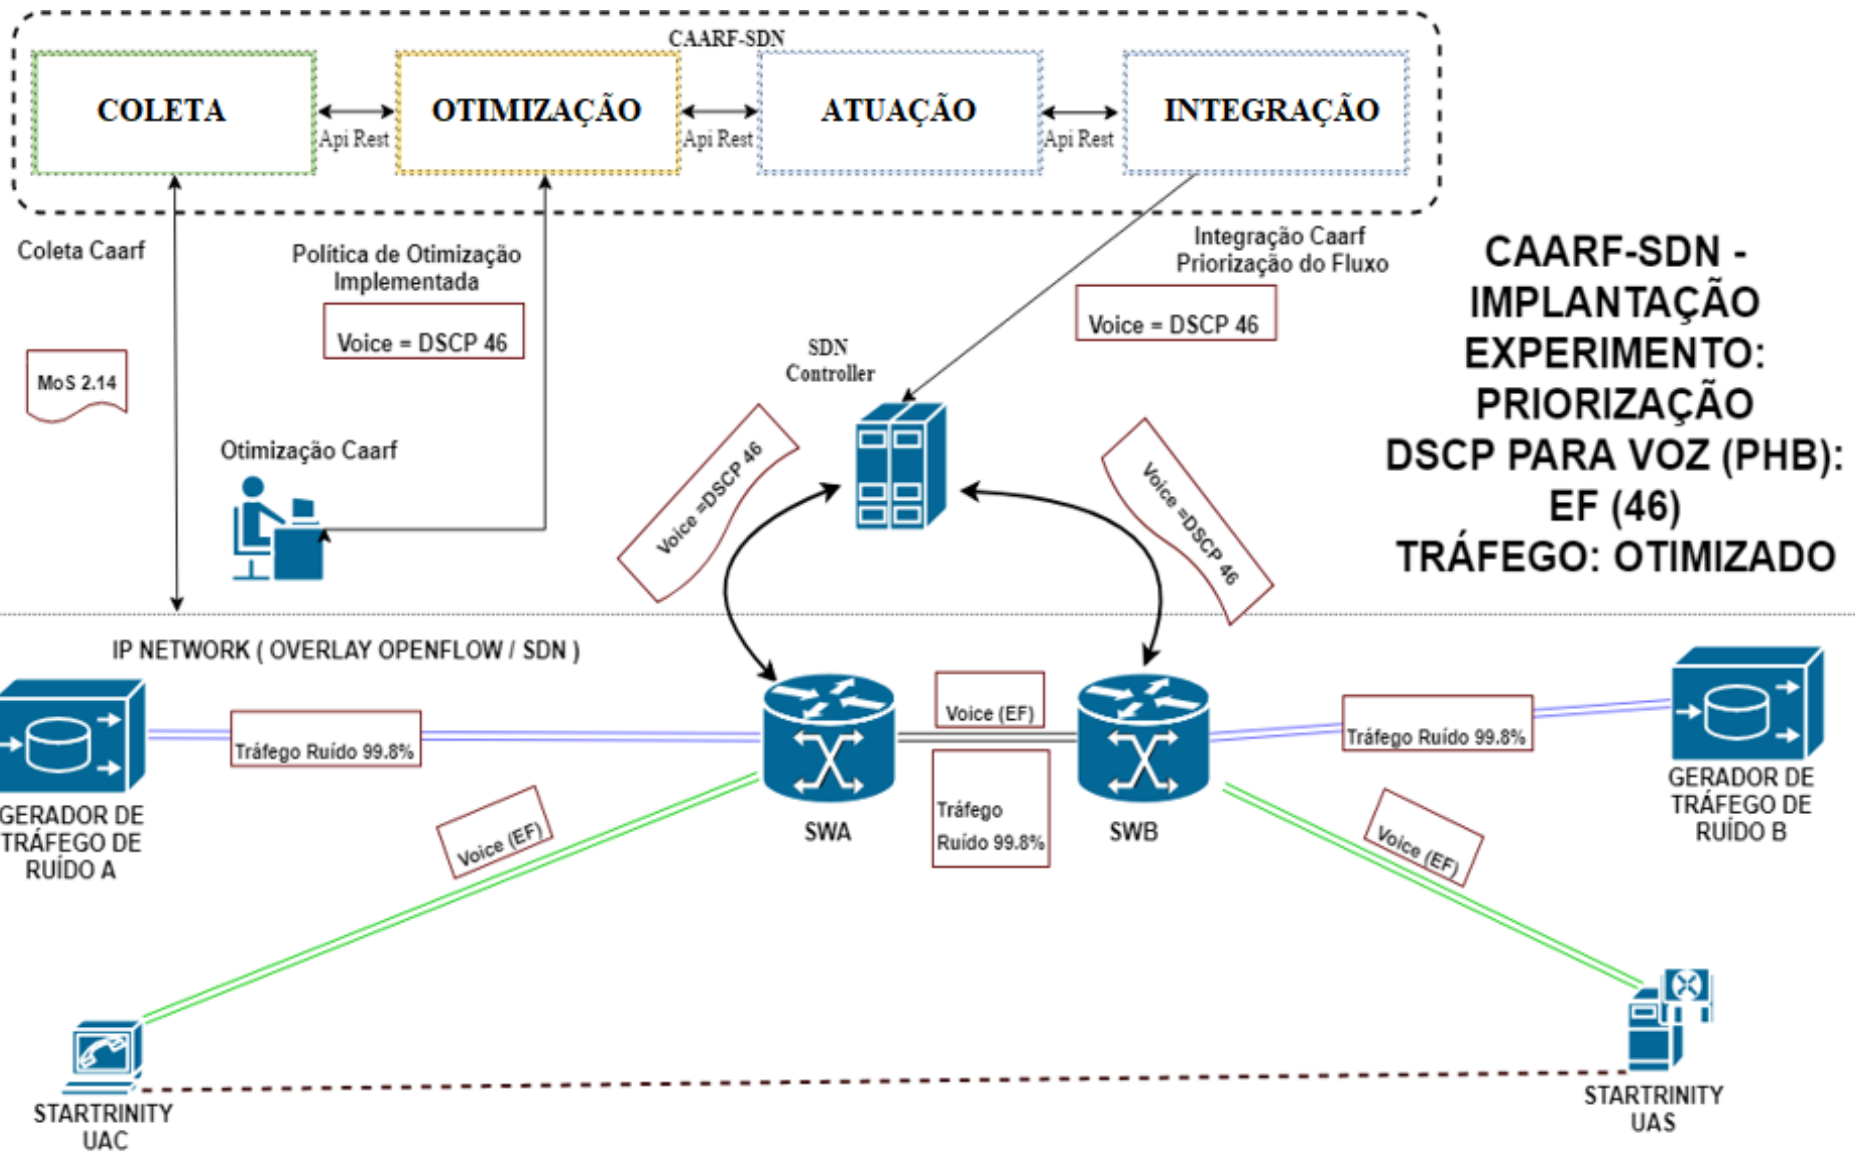 CAARF-SDN
COLETA
OTIMIZAÇÃO
ATUAÇÃO
INTEGRAÇÃO
Api Rest
Api Rest
Api Rest
Coleta Caarf
Política de Otimização
Implementada
Voice = DSCP 46
Integração Caarf
Priorização do Fluxo
Voice = DSCP 46
CAARF-SDN -
IMPLANTAÇÃO
EXPERIMENTO:
PRIORIZAÇÃO
DSCP PARA VOZ (PHB):
EF (46)
TRÁFEGO: OTIMIZADO
MoS 2.14
SDN
Controller
Otimização Caarf
Voice =DSCP 46
Voice =DSCP 46
IP NETWORK ( OVERLAY OPENFLOW / SDN )
Tráfego Ruído 99.8%
Voice (EF)
Tráfego Ruído 99.8%
Tráfego
Ruído 99.8%
GERADOR DE
TRÁFEGO DE
RUÍDO A
SWA
SWB
GERADOR DE
TRÁFEGO DE
RUÍDO B
Voice (EF)
Voice (EF)
STARTRINITY
UAC
STARTRINITY
UAS